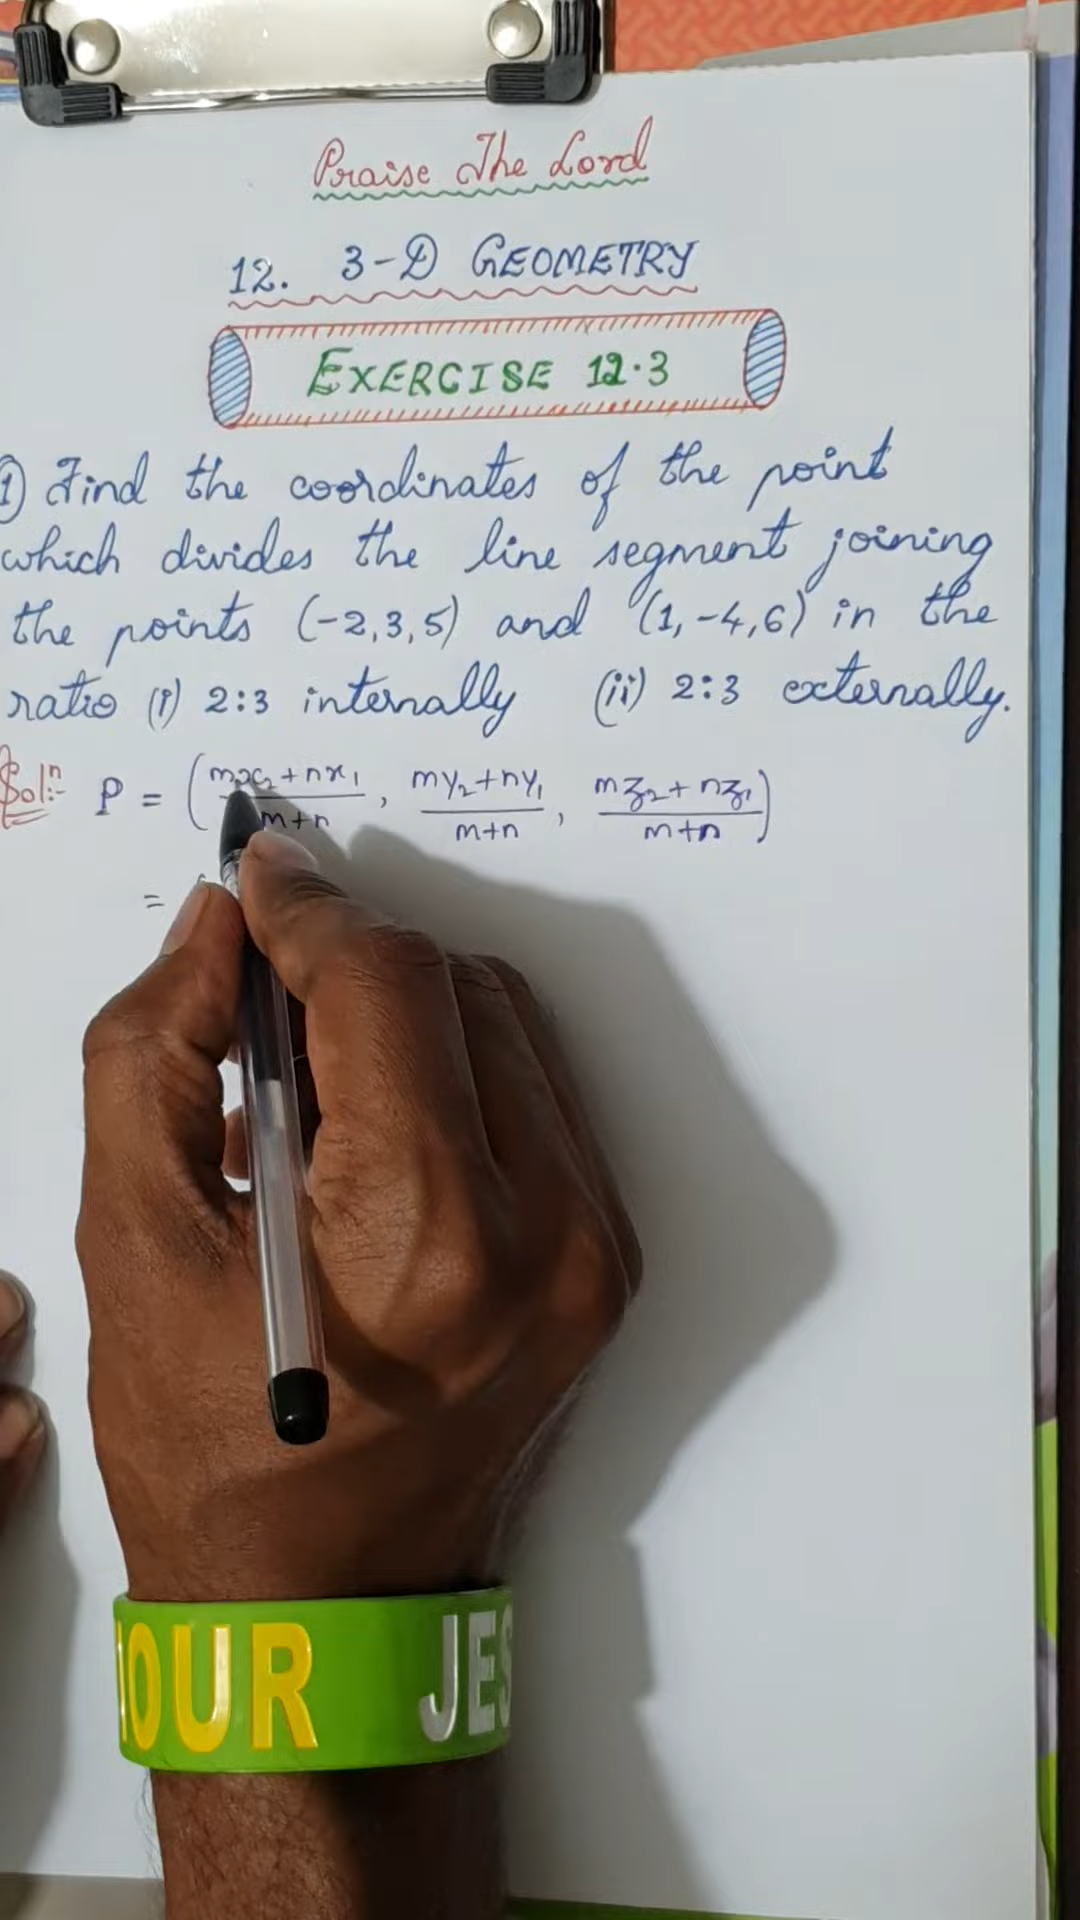 Praise The Lord
12. 3-D GEOMETRY
EXERCISE 12.3
1) Find the coordinates of the point
which divides the line segment joining
the points (-2,3,5) and (1,-4,6) in the
ratio (i) 2:3 internally (ii) 2:3 externally.
Solⁿ:- P = ( mx₂+nx₁/m+n , my₂+ny₁/m+n , mz₂+nz₁/m+n )
= (
OUR JES